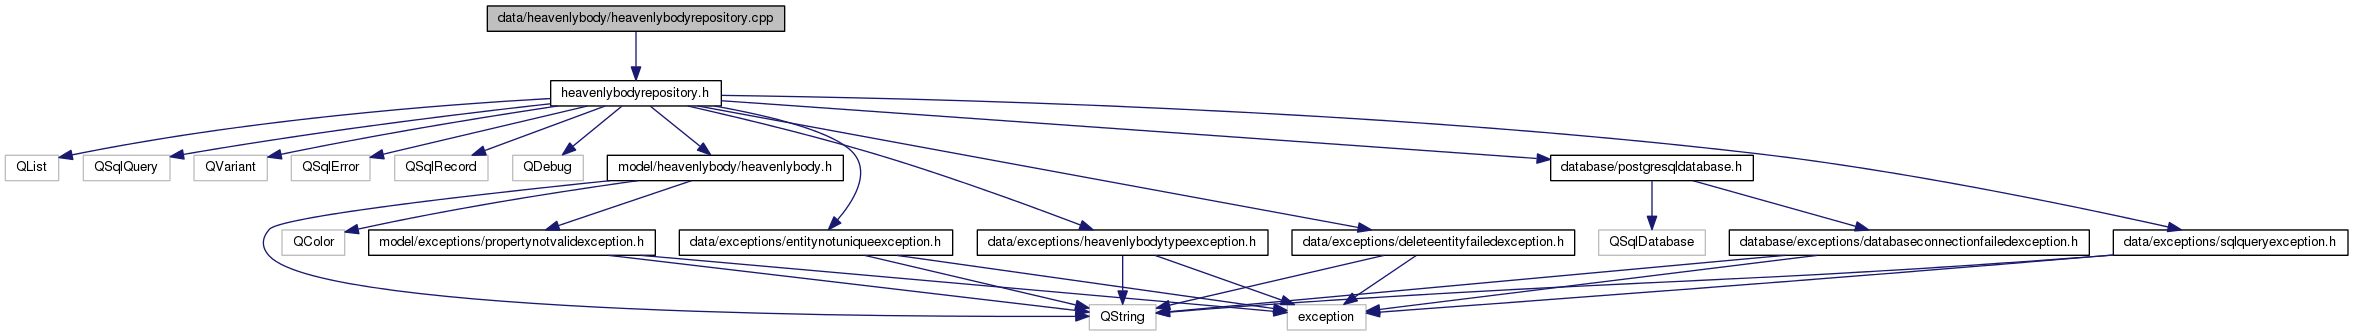 data/heavenlybody/heavenlybodyrepository.cpp
heavenlybodyrepository.h
QList
QSqlQuery
QVariant
QSqlError
QSqlRecord
QDebug
model/heavenlybody/heavenlybody.h
database/postgresqldatabase.h
QColor
model/exceptions/propertynotvalidexception.h
data/exceptions/entitynotuniqueexception.h
data/exceptions/heavenlybodytypeexception.h
data/exceptions/deleteentityfailedexception.h
QSqlDatabase
database/exceptions/databaseconnectionfailedexception.h
data/exceptions/sqlqueryexception.h
QString
exception